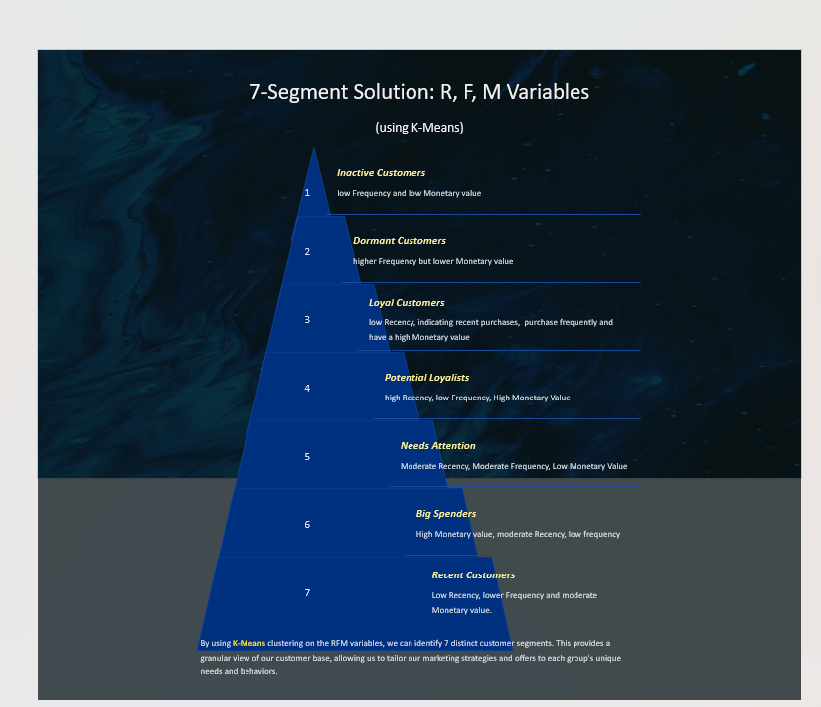 7-Segment Solution: R, F, M Variables
(using K-Means)
Inactive Customers
1
low Frequency and low Monetary value
Dormant Customers
2
higher Frequency but lower Monetary value
Loyal Customers
3
low Recency, indicating recent purchases, purchase frequently and
have a high Monetary value
Potential Loyalists
4
high Recency, low Frequency, High Monetary Value
Needs Attention
5
Moderate Recency, Moderate Frequency, Low Monetary Value
Big Spenders
6
High Monetary value, moderate Recency, low frequency
Recent Customers
7
Low Recency, lower Frequency and moderate
Monetary value.
By using K-Means clustering on the RFM variables, we can identify 7 distinct customer segments. This provides a
granular view of our customer base, allowing us to tailor our marketing strategies and offers to each group's unique
needs and behaviors.